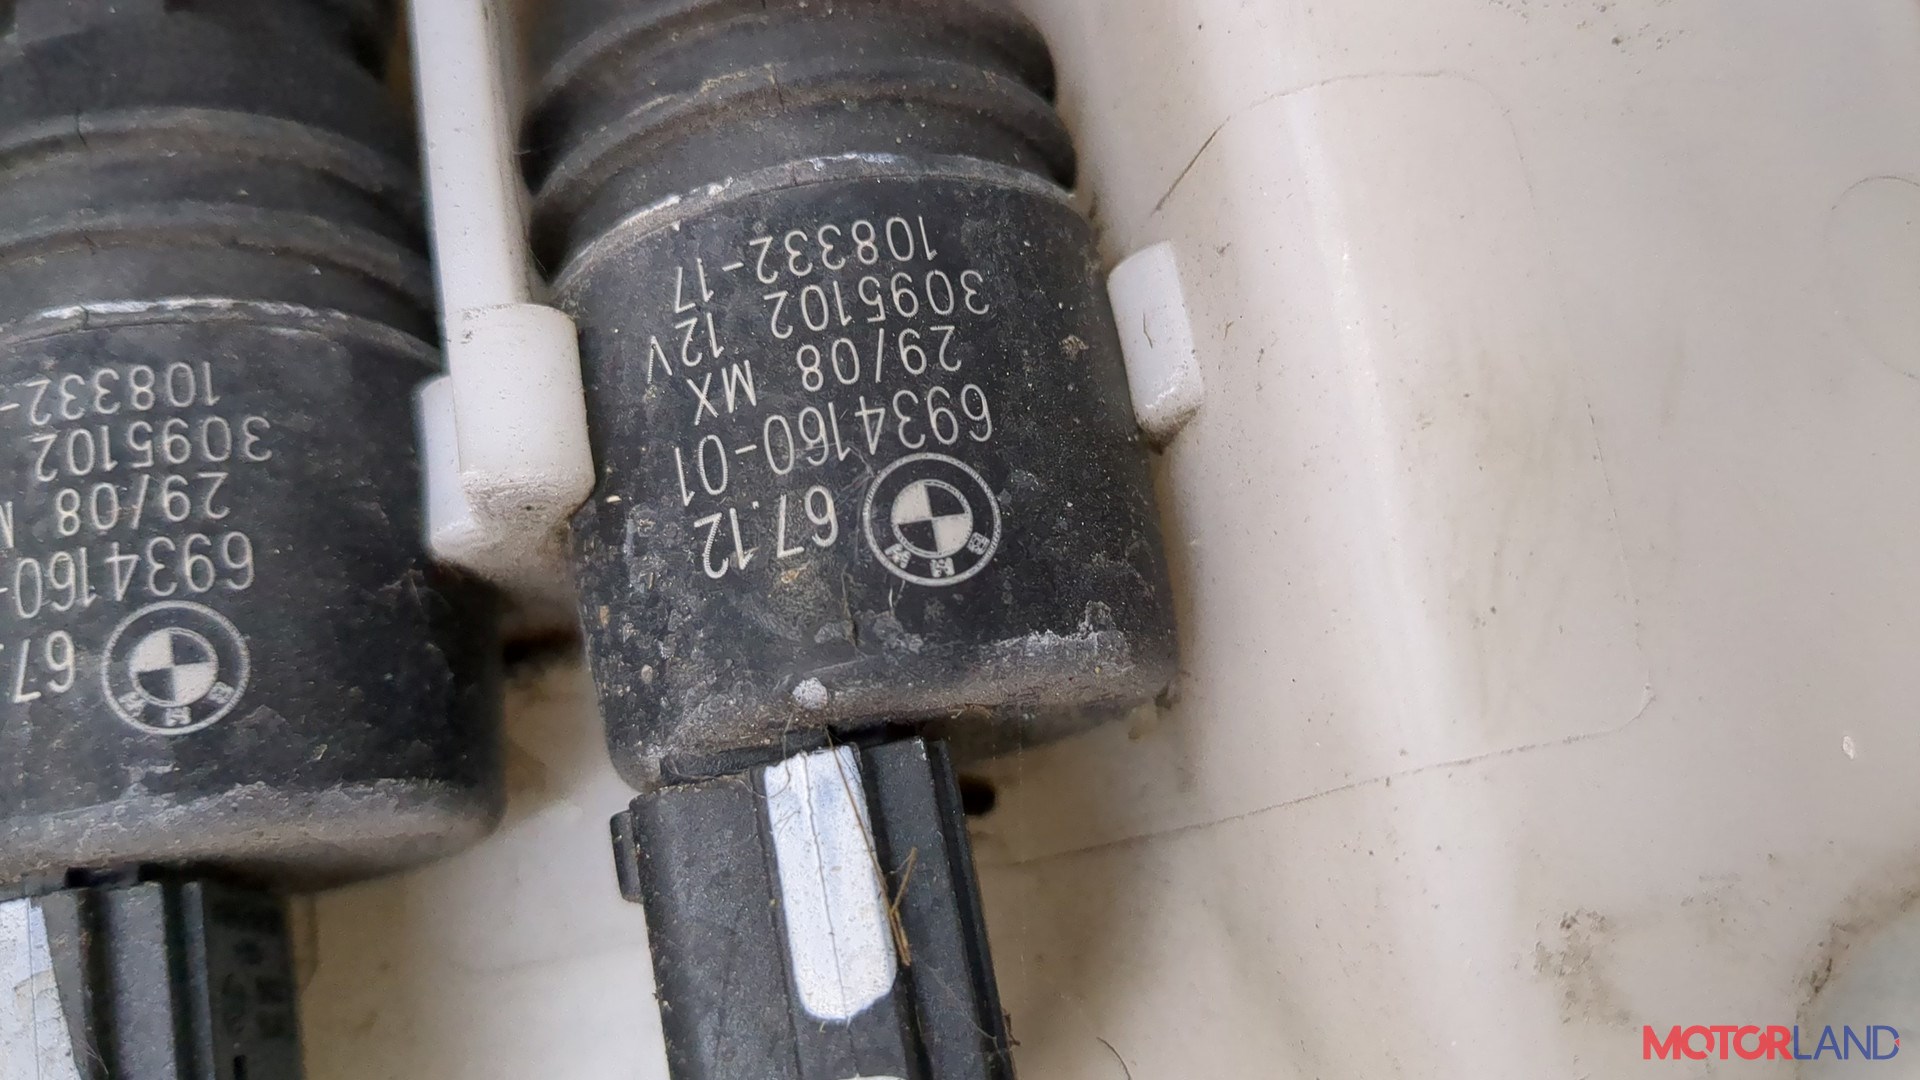 BMW
67.12
6934160-01
29/08 MX
3095102 12V
108332-17
BMW
67.
6934160-
29/08 M
3095102
108332-
MOTORLAND